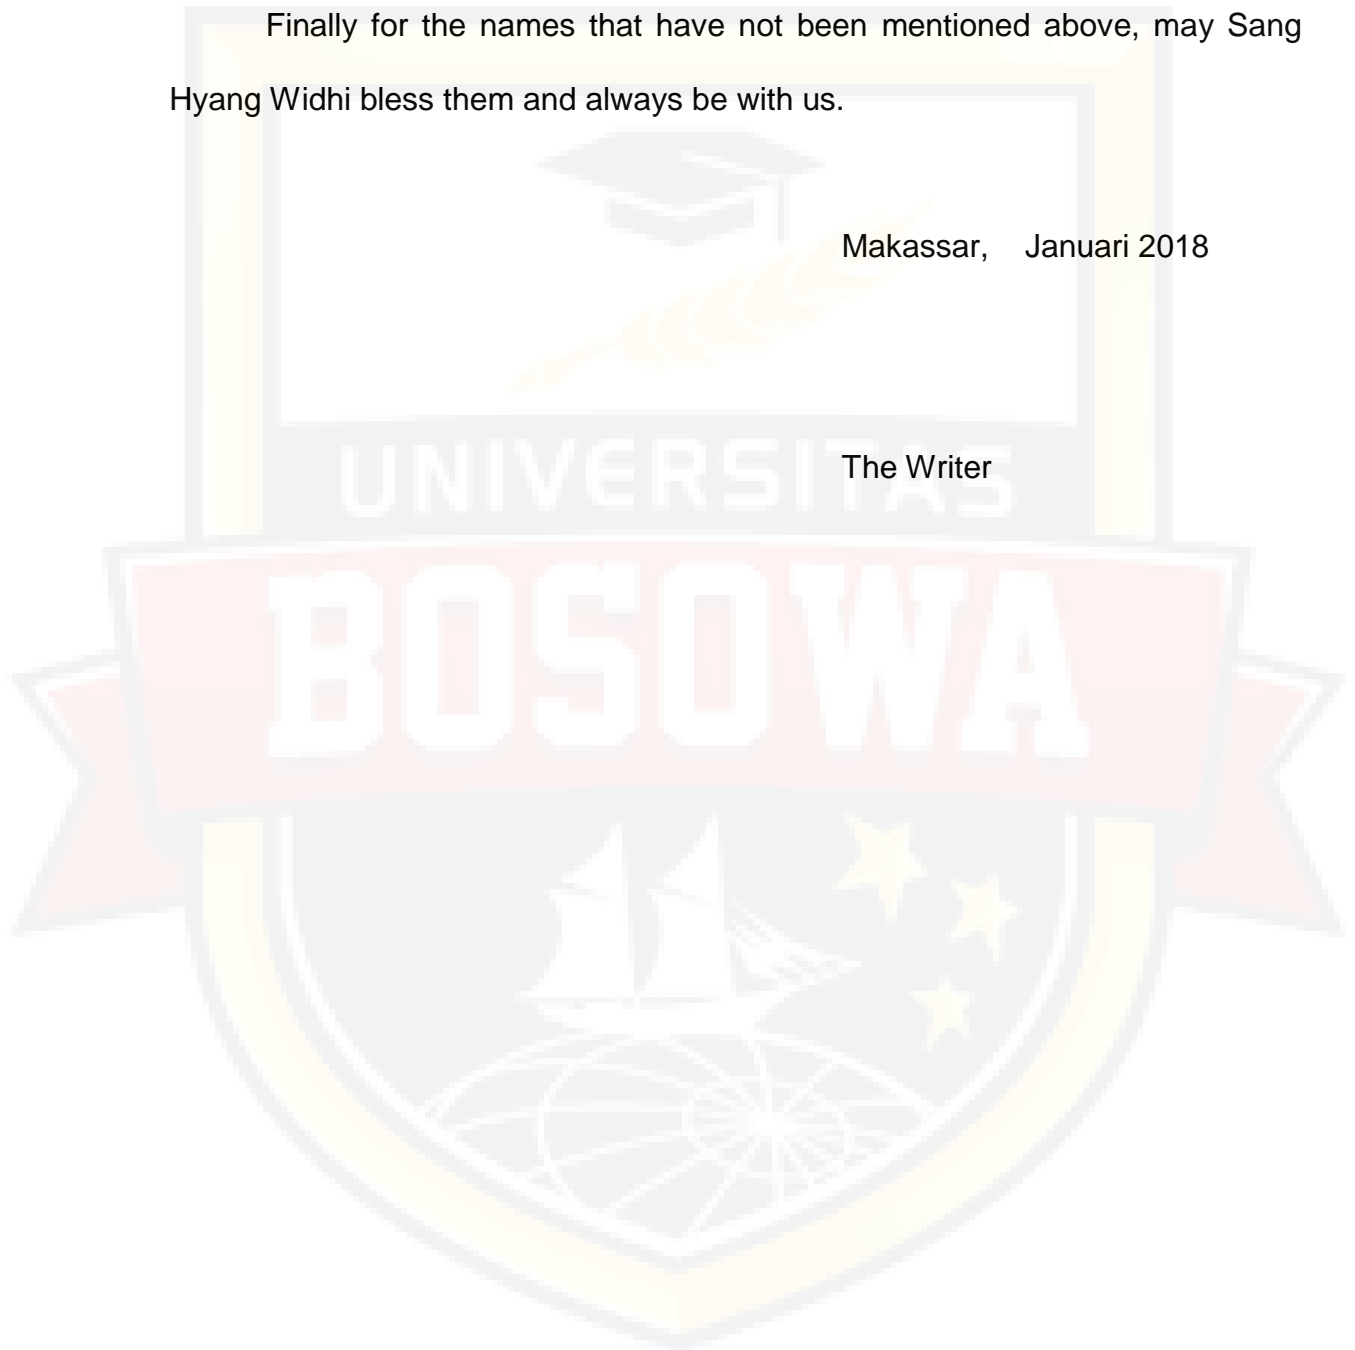 Finally for the names that have not been mentioned above, may Sang
Hyang Widhi bless them and always be with us.
Makassar, Januari 2018
The Writer
UNIVERSITAS
BOSOWA